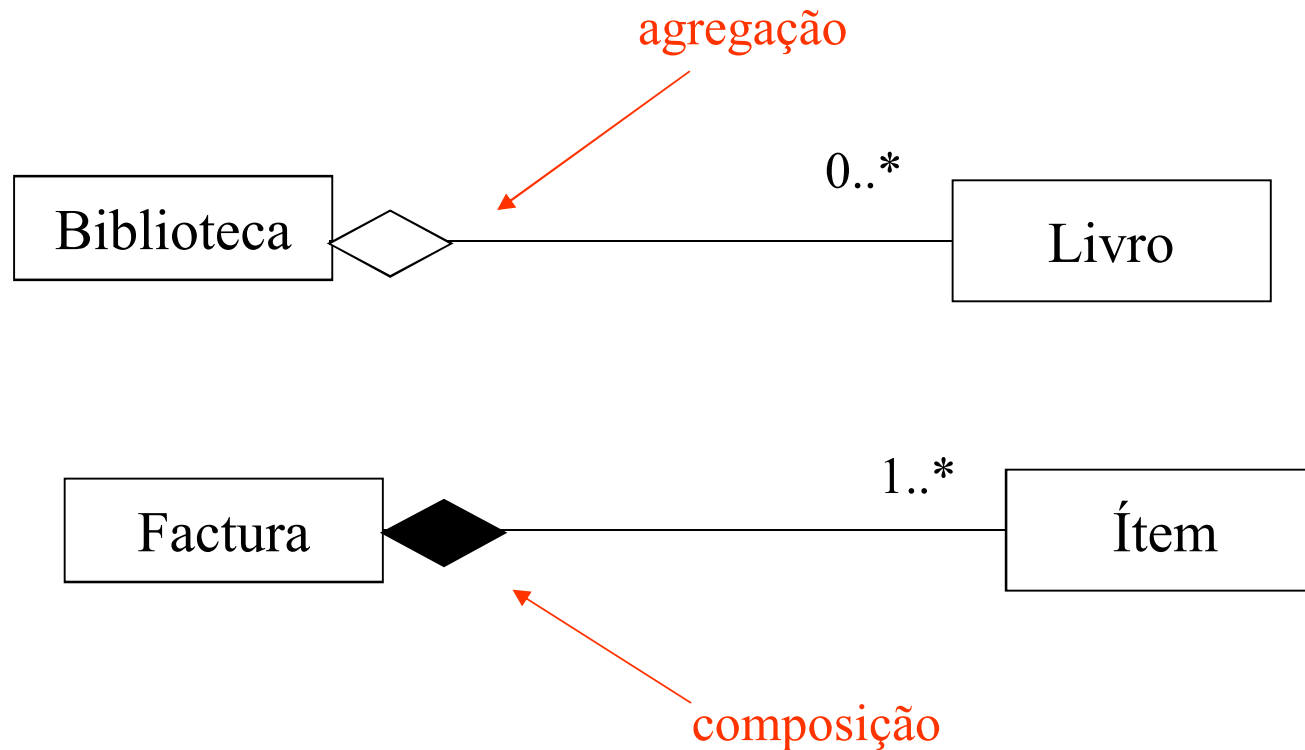 agregação
0..*
Biblioteca
Livro
1..*
Factura
Ítem
composição